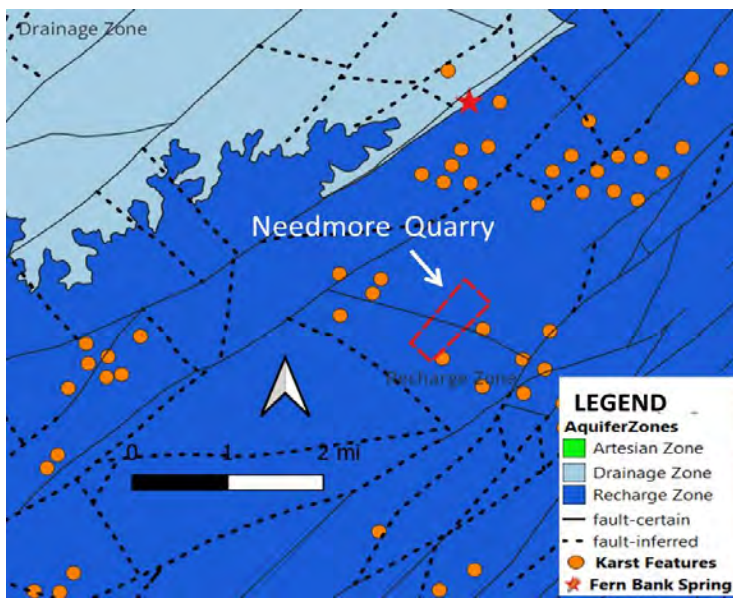 Drainage Zone
Needmore Quarry
Recharge Zone
0 1 2 mi
LEGEND
AquiferZones
Artesian Zone
Drainage Zone
Recharge Zone
fault-certain
fault-inferred
Karst Features
Fern Bank Spring